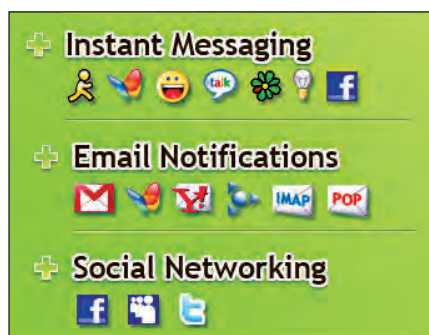 Instant Messaging
talk f
Email Notifications
M Y! IMAP POP
Social Networking
f t